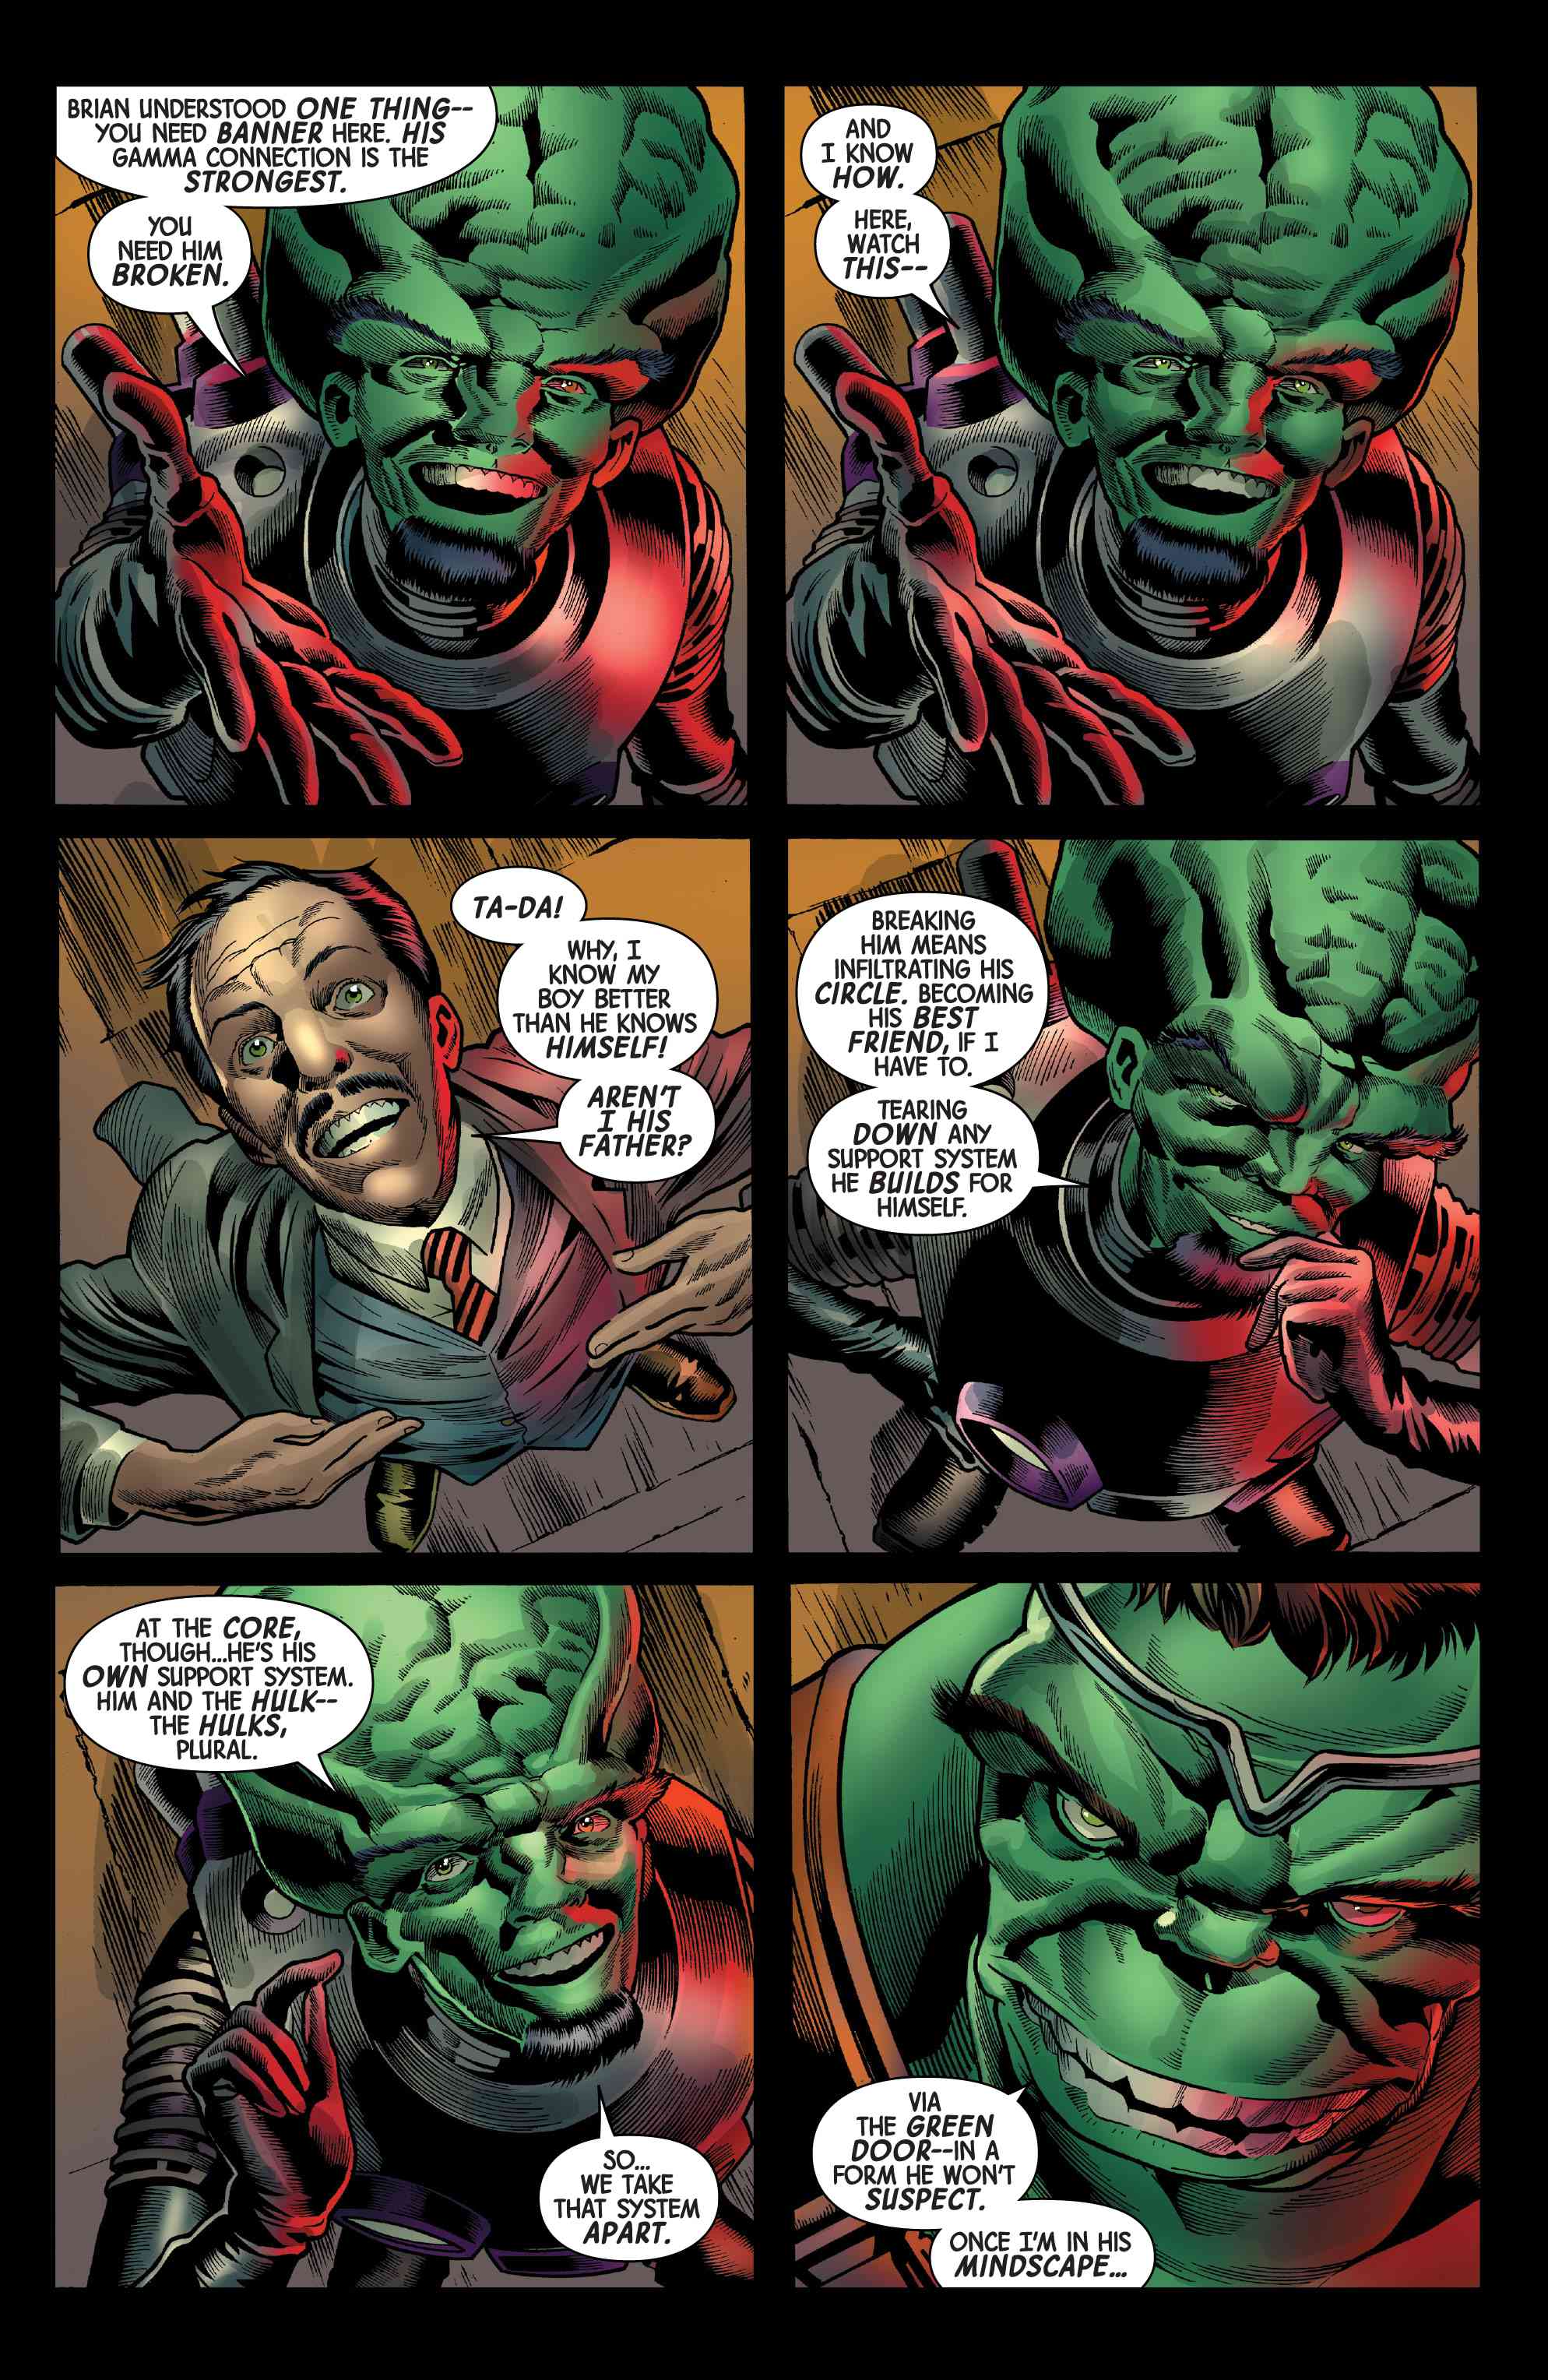 BRIAN UNDERSTOOD ONE THING--
YOU NEED BANNER HERE. HIS
GAMMA CONNECTION IS THE
STRONGEST.
YOU
NEED HIM
BROKEN.
AND
I KNOW
HOW.
HERE,
WATCH
THIS--
TA-DA!
WHY, I
KNOW MY
BOY BETTER
THAN HE KNOWS
HIMSELF!
AREN'T
I HIS
FATHER?
BREAKING
HIM MEANS
INFILTRATING HIS
CIRCLE. BECOMING
HIS BEST
FRIEND, IF I
HAVE TO.
TEARING
DOWN ANY
SUPPORT SYSTEM
HE BUILDS FOR
HIMSELF.
AT THE CORE,
THOUGH...HE'S HIS
OWN SUPPORT SYSTEM.
HIM AND THE HULK--
THE HULKS,
PLURAL.
SO...
WE TAKE
THAT SYSTEM
APART.
VIA
THE GREEN
DOOR--IN A
FORM HE WON'T
SUSPECT.
ONCE I'M IN HIS
MINDSCAPE...